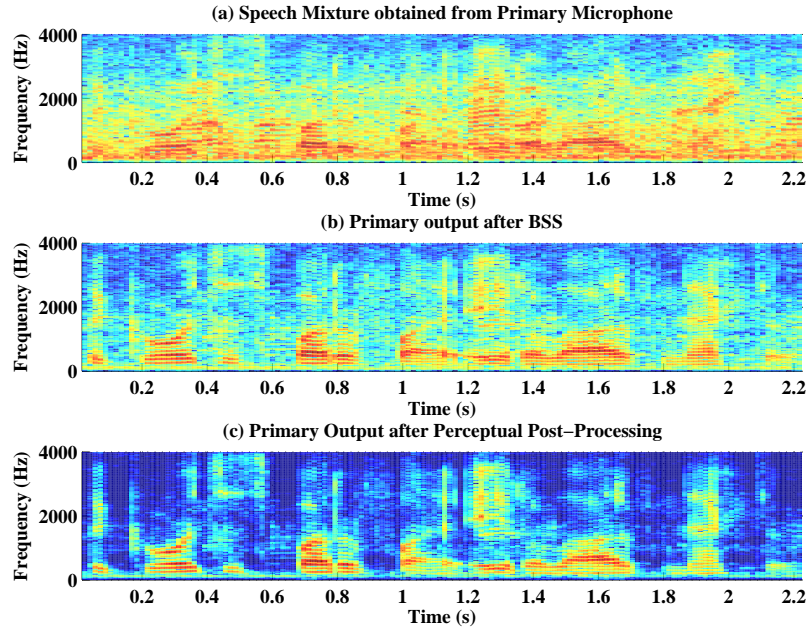 (a) Speech Mixture obtained from Primary Microphone
Frequency (Hz)
4000
2000
0
0.2 0.4 0.6 0.8 1 1.2 1.4 1.6 1.8 2 2.2
Time (s)
(b) Primary output after BSS
Frequency (Hz)
4000
2000
0
0.2 0.4 0.6 0.8 1 1.2 1.4 1.6 1.8 2 2.2
Time (s)
(c) Primary Output after Perceptual Post−Processing
Frequency (Hz)
4000
2000
0
0.2 0.4 0.6 0.8 1 1.2 1.4 1.6 1.8 2 2.2
Time (s)